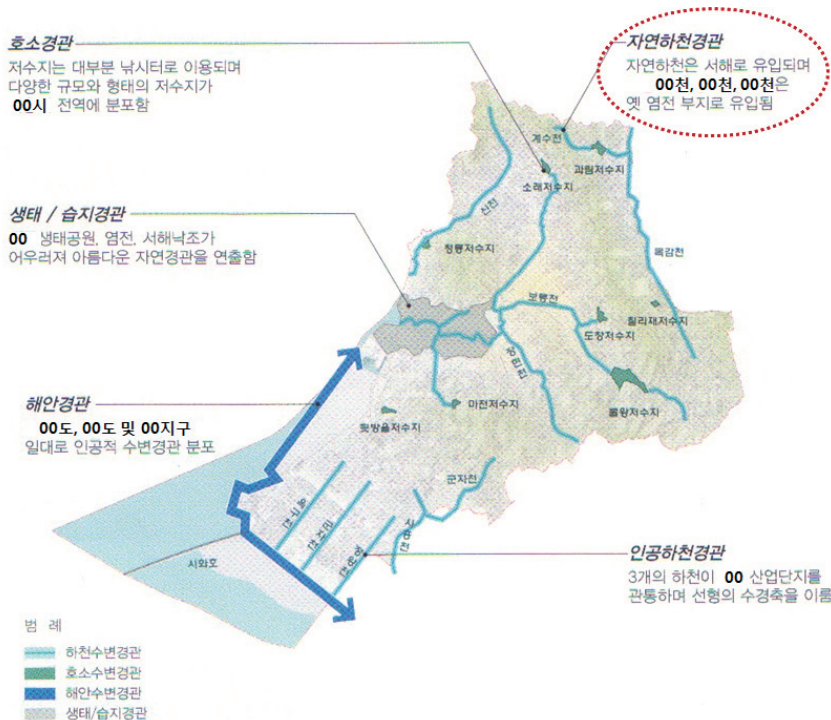 호소경관
저수지는 대부분 낚시터로 이용되며
다양한 규모와 형태의 저수지가
00시 전역에 분포함
자연하천경관
자연하천은 서해로 유입되며
00천, 00천, 00천은
옛 염전 부지로 유입됨
계수천
과림저수지
소래저수지
신천
목감천
생태 / 습지경관
00 생태공원, 염전, 서해낙조가
어우러져 아름다운 자연경관을 연출함
청룡저수지
보통천
칠리재저수지
도창저수지
장현천
해안경관
00도, 00도 및 00지구
일대로 인공적 수변경관 분포
마전저수지
물왕저수지
군자천
옥구천
정왕천
시흥천
시화호
인공하천경관
3개의 하천이 00 산업단지를
관통하며 선형의 수경축을 이룸
범 례
하천수변경관
호소수변경관
해안수변경관
생태/습지경관